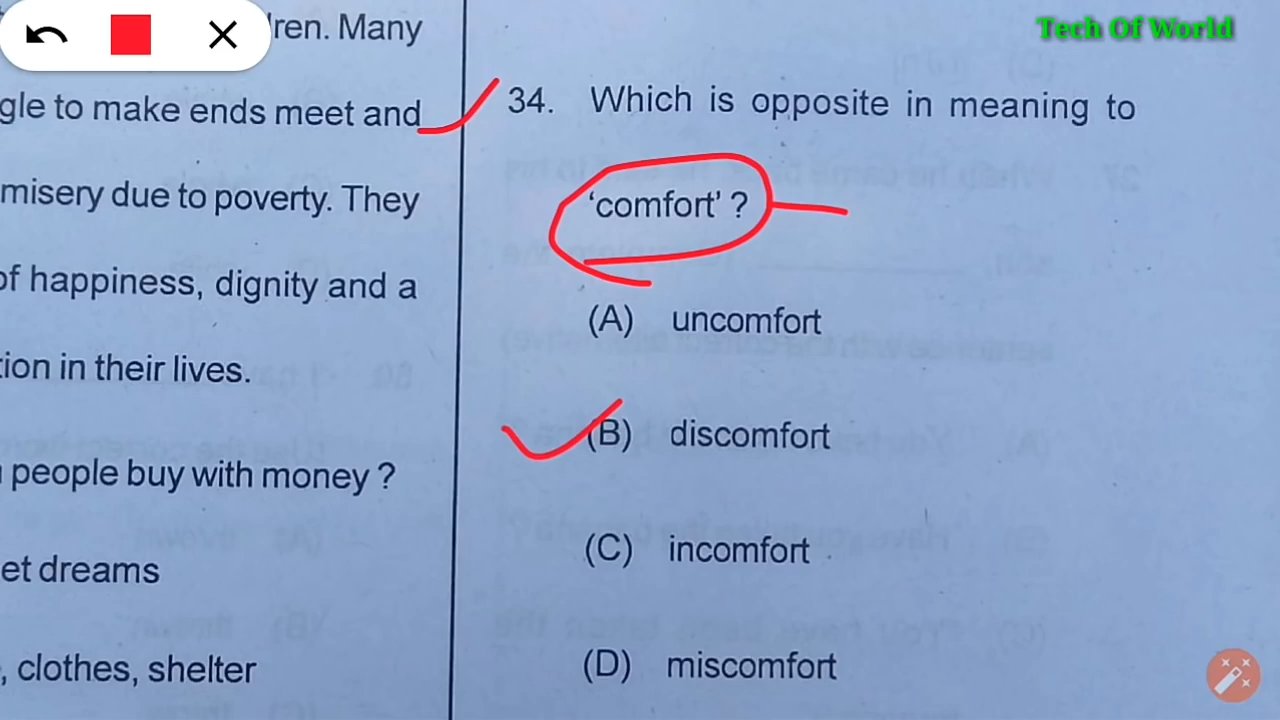 ren. Many
gle to make ends meet and
misery due to poverty. They
of happiness, dignity and a
tion in their lives.
people buy with money ?
et dreams
, clothes, shelter
Tech Of World
34. Which is opposite in meaning to
‘comfort’ ?
(A) uncomfort
(B) discomfort
(C) incomfort
(D) miscomfort